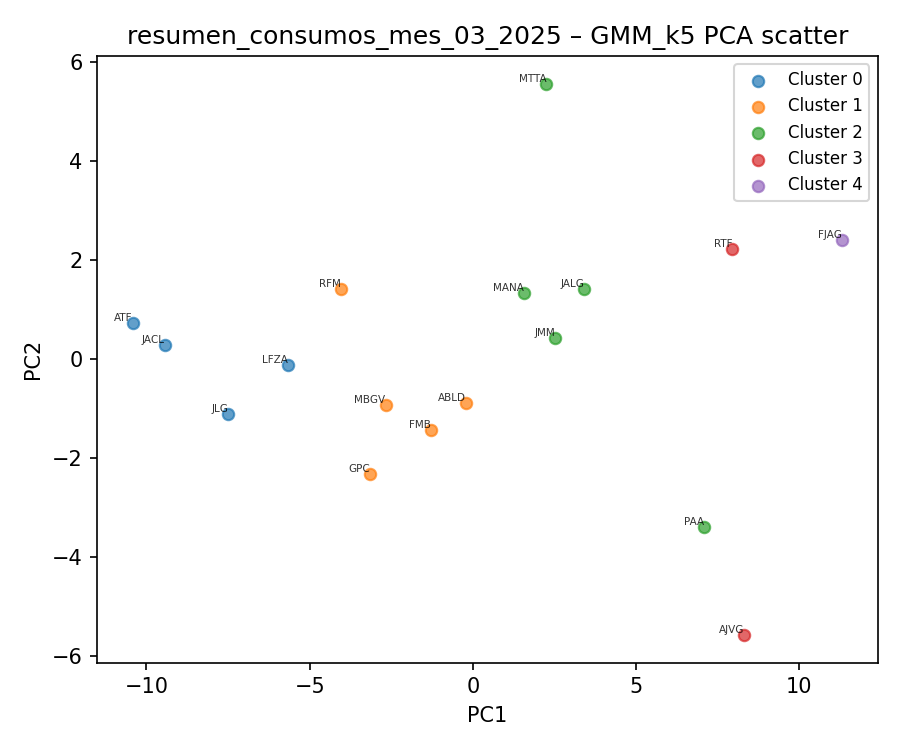 resumen_consumos_mes_03_2025 – GMM_k5 PCA scatter
6
4
2
0
−2
−4
−6
PC2
−10
−5
0
5
10
PC1
Cluster 0
Cluster 1
Cluster 2
Cluster 3
Cluster 4
MTTA
FJAG
RTF
RFM
MANA
JALG
ATF
JACL
JMM
LFZA
JLG
MBGV
ABLD
FMB
GPC
PAA
AJVG